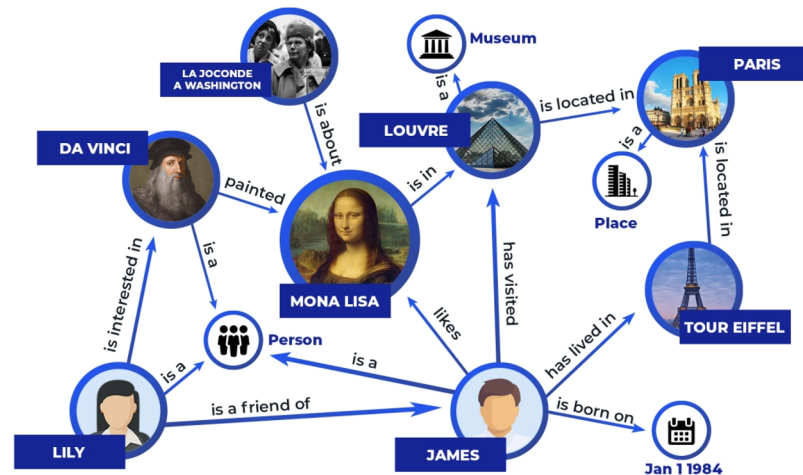 Museum
PARIS
LA JOCONDE
A WASHINGTON
is a
is located in
LOUVRE
is about
is a
DA VINCI
is in
is located in
painted
Place
is a
has visited
MONA LISA
is interested in
likes
TOUR EIFFEL
Person
has lived in
is a
is a
is a friend of
is born on
LILY
JAMES
Jan 1 1984